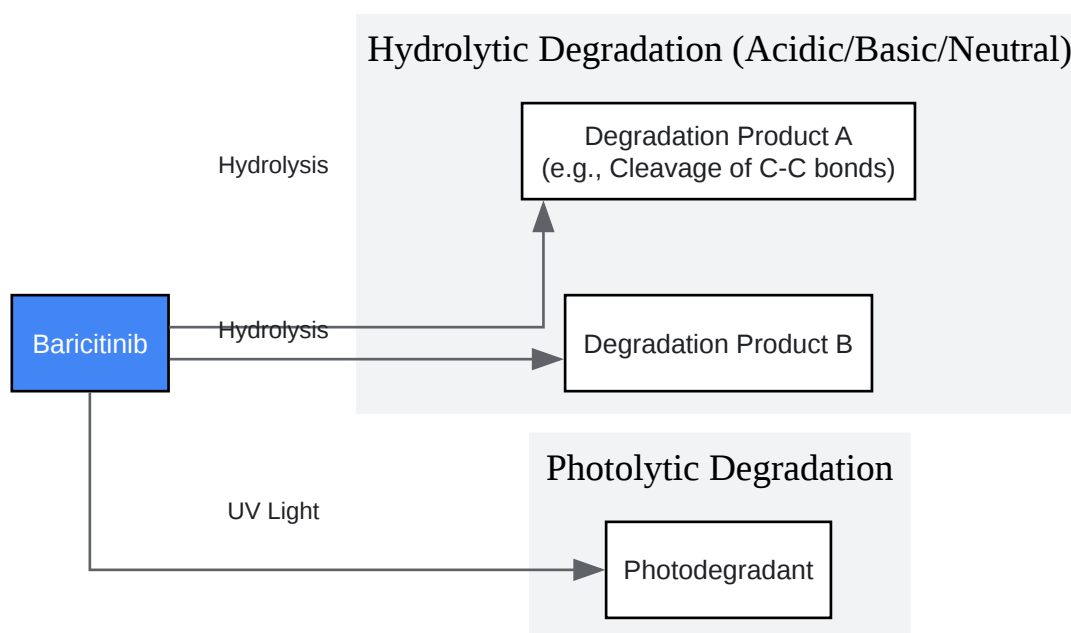 Hydrolytic Degradation (Acidic/Basic/Neutral)
Degradation Product A
(e.g., Cleavage of C-C bonds)
Hydrolysis
Hydrolysis
Baricitinib
Degradation Product B
Photolytic Degradation
UV Light
Photodegradant